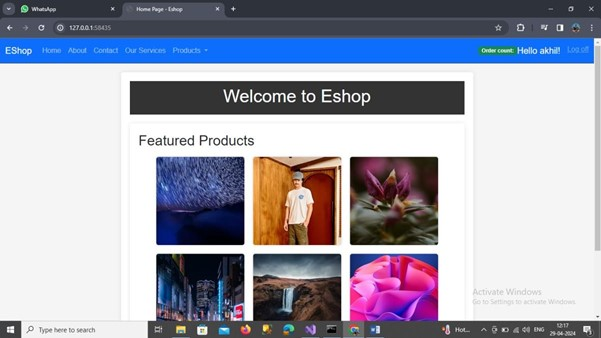 WhatsApp
Home Page - Eshop
127.0.0.1:58435
EShop Home About Contact Our Services Products Order count: Hello akhil! Log off
Welcome to Eshop
Featured Products
Activate Windows
Go to Settings to activate Windows.
Type here to search
Hot...
ENG
12:17
29-04-2024